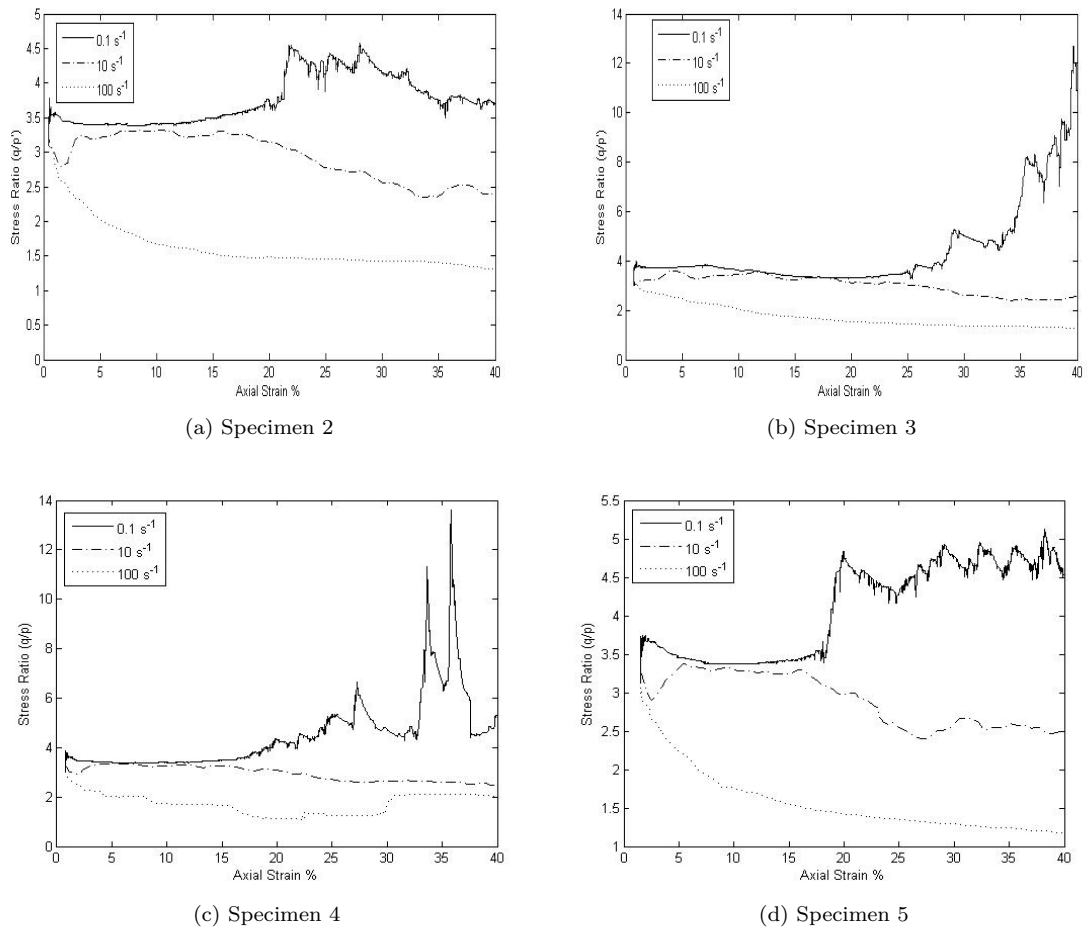 5
4.5
4
3.5
3
2.5
2
1.5
1
0.5
0
Stress Ratio (q/p')
0.1 s-1
10 s-1
100 s-1
0 5 10 15 20 25 30 35 40
Axial Strain %
(a) Specimen 2
14
12
10
8
6
4
2
0
Stress Ratio (q/p')
0.1 s-1
10 s-1
100 s-1
0 5 10 15 20 25 30 35 40
Axial Strain %
(b) Specimen 3
14
12
10
8
6
4
2
0
Stress Ratio (q/p)
0.1 s-1
10 s-1
100 s-1
0 5 10 15 20 25 30 35 40
Axial Strain %
(c) Specimen 4
5.5
5
4.5
4
3.5
3
2.5
2
1.5
1
Stress Ratio (q/p)
0.1 s-1
10 s-1
100 s-1
0 5 10 15 20 25 30 35 40
Axial Strain %
(d) Specimen 5